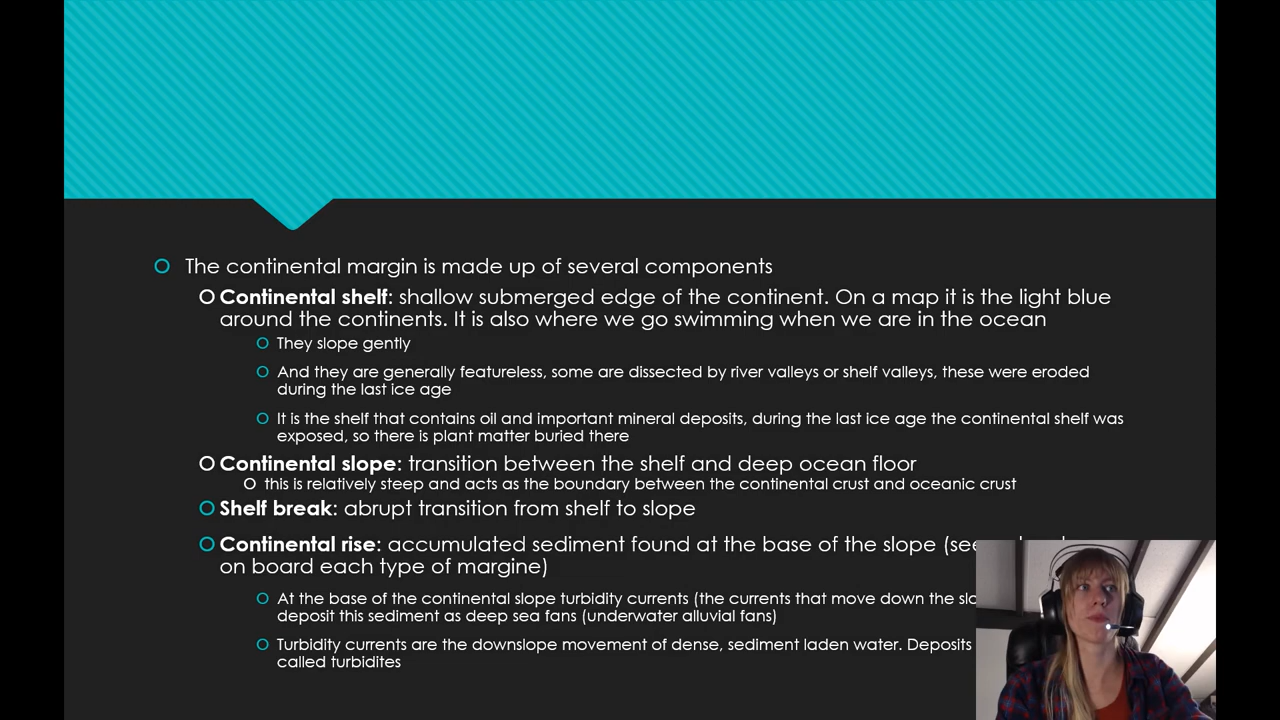 The continental margin is made up of several components
Continental shelf: shallow submerged edge of the continent. On a map it is the light blue
around the continents. It is also where we go swimming when we are in the ocean
They slope gently
And they are generally featureless, some are dissected by river valleys or shelf valleys, these were eroded
during the last ice age
It is the shelf that contains oil and important mineral deposits, during the last ice age the continental shelf was
exposed, so there is plant matter buried there
Continental slope: transition between the shelf and deep ocean floor
this is relatively steep and acts as the boundary between the continental crust and oceanic crust
Shelf break: abrupt transition from shelf to slope
Continental rise: accumulated sediment found at the base of the slope
on board each type of margine)
At the base of the continental slope turbidity currents (the currents that move down the
deposit this sediment as deep sea fans (underwater alluvial fans)
Turbidity currents are the downslope movement of dense, sediment laden water. Deposits
called turbidites